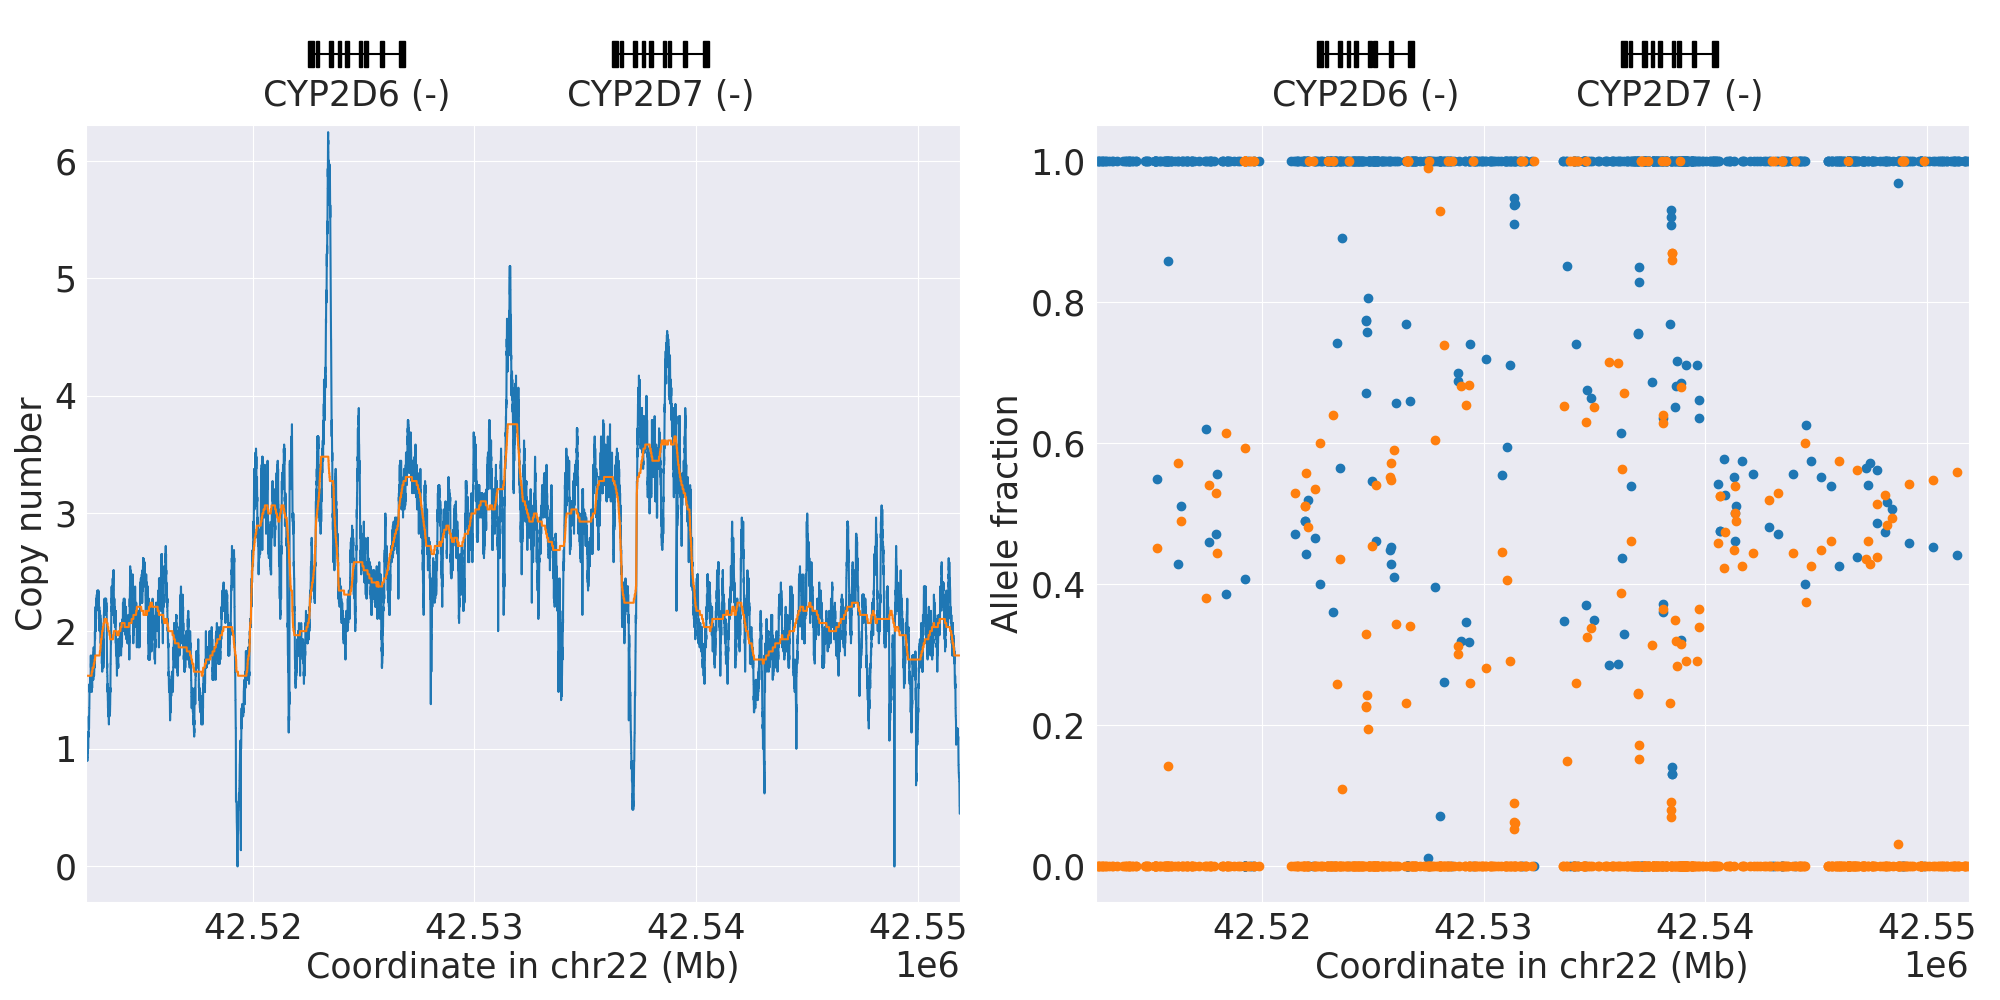 CYP2D6 (-) CYP2D7 (-)
6
5
4
3
2
1
0
Copy number
42.52 42.53 42.54 42.55
Coordinate in chr22 (Mb) 1e6
CYP2D6 (-) CYP2D7 (-)
1.0
0.8
0.6
0.4
0.2
0.0
Allele fraction
42.52 42.53 42.54 42.55
Coordinate in chr22 (Mb) 1e6